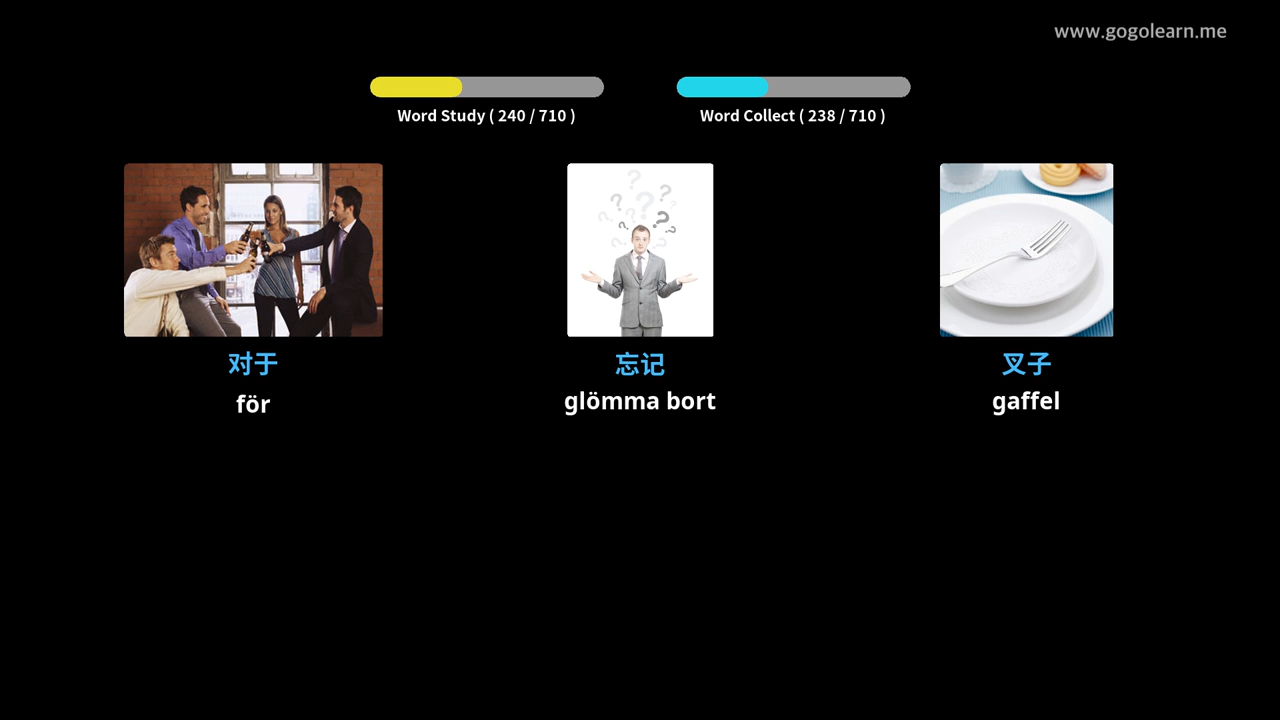 www.gogolearn.me
Word Study ( 240 / 710 )
Word Collect ( 238 / 710 )
对于
för
忘记
glömma bort
叉子
gaffel